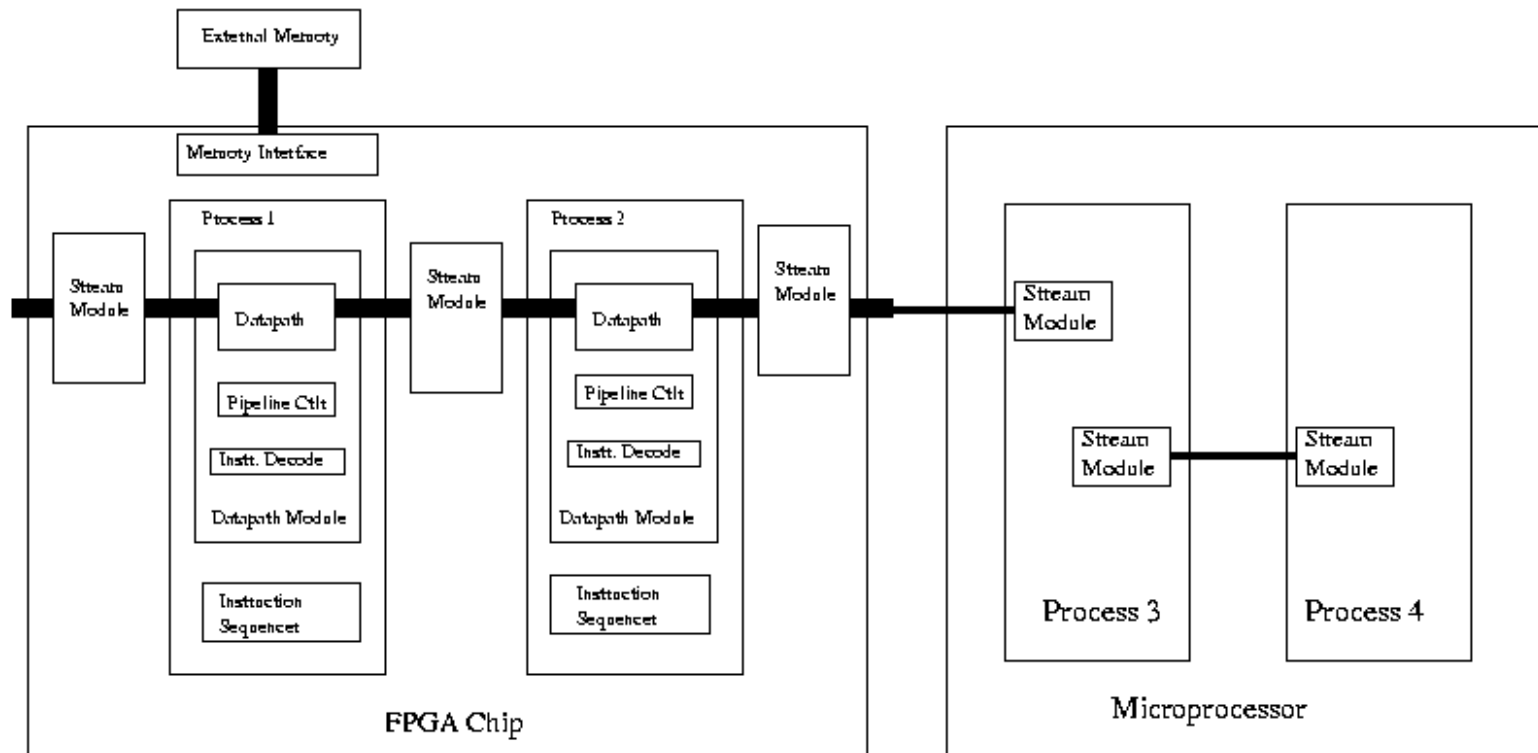 External Memory
Memory Interface
Process 1
Process 2
Stream
Module
Datapath
Stream
Module
Datapath
Stream
Module
Stream
Module
Pipeline Ctlr
Pipeline Ctlr
Instr. Decode
Instr. Decode
Stream
Module
Stream
Module
Datapath Module
Datapath Module
Instruction
Sequencer
Instruction
Sequencer
Process 3
Process 4
FPGA Chip
Microprocessor